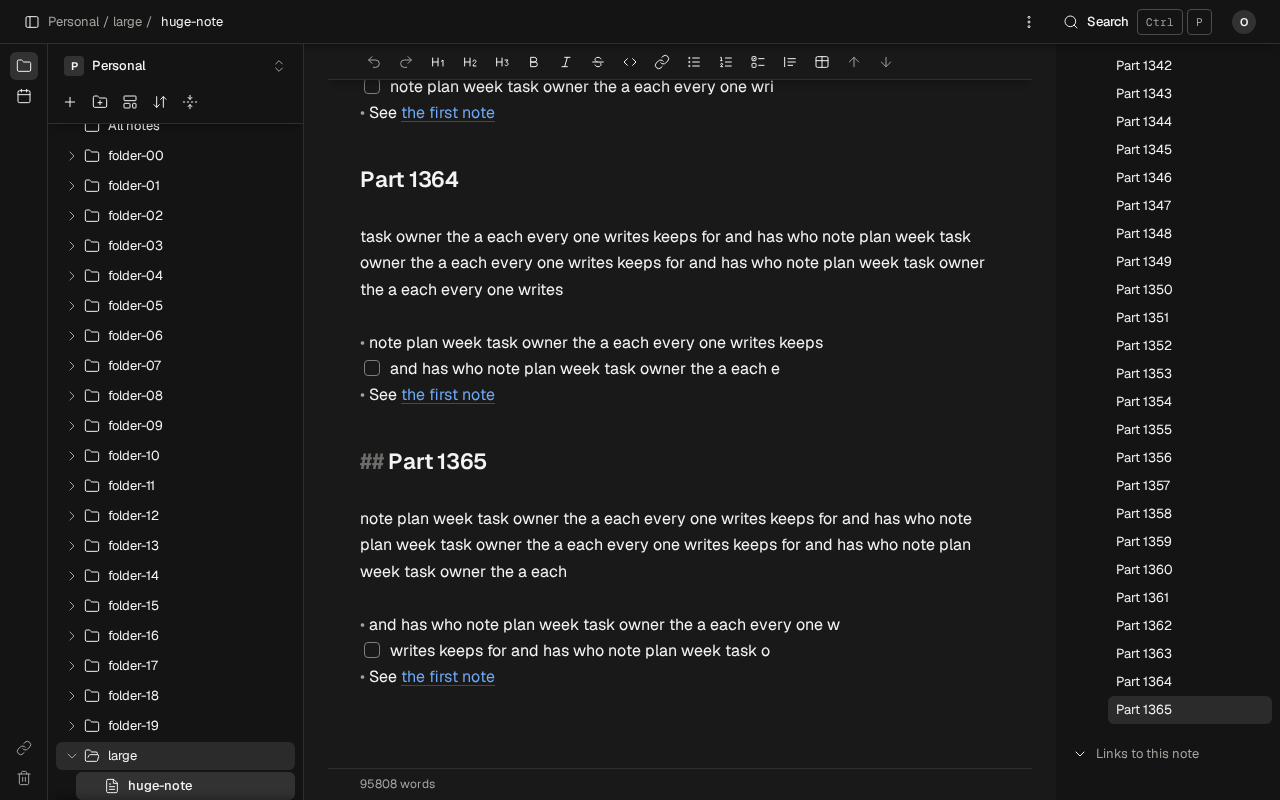 Personal / large / huge-note
Search Ctrl P O
P Personal
All notes
folder-00
folder-01
folder-02
folder-03
folder-04
folder-05
folder-06
folder-07
folder-08
folder-09
folder-10
folder-11
folder-12
folder-13
folder-14
folder-15
folder-16
folder-17
folder-18
folder-19
large
huge-note
H1 H2 H3 B I S
note plan week task owner the a each every one wri
• See the first note
Part 1364
task owner the a each every one writes keeps for and has who note plan week task
owner the a each every one writes keeps for and has who note plan week task owner
the a each every one writes
• note plan week task owner the a each every one writes keeps
and has who note plan week task owner the a each e
• See the first note
## Part 1365
note plan week task owner the a each every one writes keeps for and has who note
plan week task owner the a each every one writes keeps for and has who note plan
week task owner the a each
• and has who note plan week task owner the a each every one w
writes keeps for and has who note plan week task o
• See the first note
95808 words
Part 1342
Part 1343
Part 1344
Part 1345
Part 1346
Part 1347
Part 1348
Part 1349
Part 1350
Part 1351
Part 1352
Part 1353
Part 1354
Part 1355
Part 1356
Part 1357
Part 1358
Part 1359
Part 1360
Part 1361
Part 1362
Part 1363
Part 1364
Part 1365
Links to this note